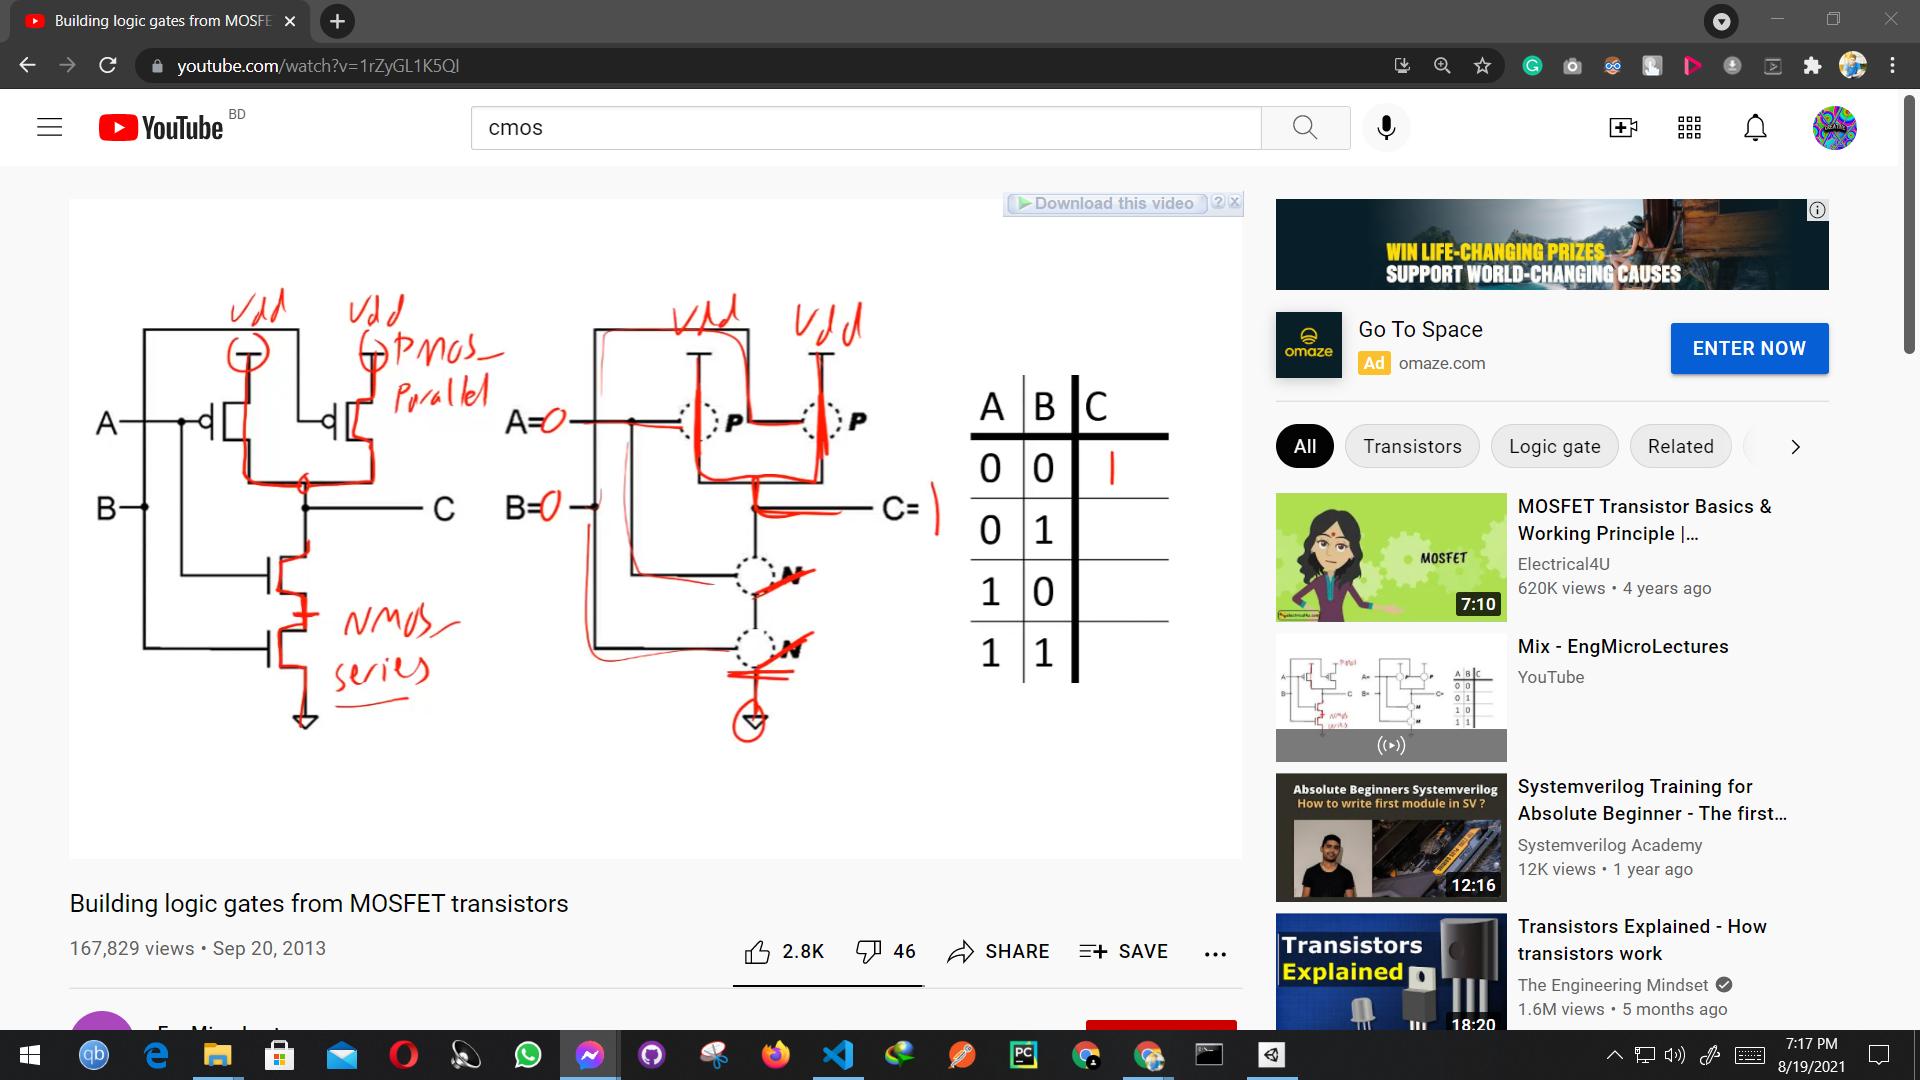 Building logic gates from MOSFE
youtube.com/watch?v=1rZyGL1K5QI
YouTube BD
cmos
Download this video
WIN LIFE-CHANGING PRIZES
SUPPORT WORLD-CHANGING CAUSES
Go To Space
omaze
Ad omaze.com
ENTER NOW
Vdd Vdd
PMOS
Parallel
A
B
C
NMOS
series
Vdd Vdd
A=0
P
P
B=0
C=1
N
N
A B C
0 0 1
0 1
1 0
1 1
All
Transistors
Logic gate
Related
MOSFET
7:10
MOSFET Transistor Basics &
Working Principle |...
Electrical4U
620K views • 4 years ago
Mix - EngMicroLectures
YouTube
Absolute Beginners Systemverilog
How to write first module in SV ?
12:16
Systemverilog Training for
Absolute Beginner - The first...
Systemverilog Academy
12K views • 1 year ago
Transistors
Explained
18:20
Transistors Explained - How
transistors work
The Engineering Mindset
1.6M views • 5 months ago
Building logic gates from MOSFET transistors
167,829 views • Sep 20, 2013
2.8K
46
SHARE
SAVE
7:17 PM
8/19/2021